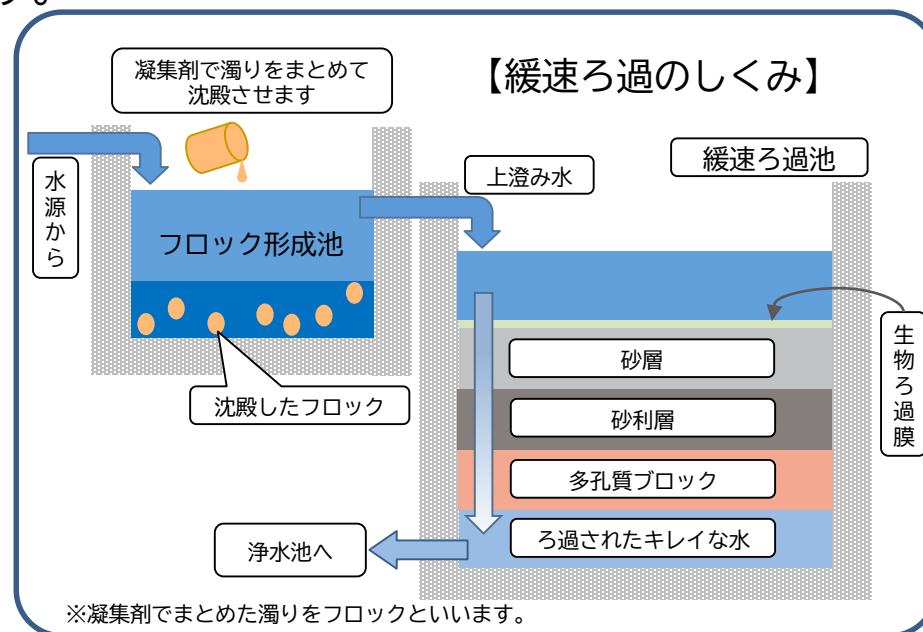 す。
凝集剤で濁りをまとめて
沈殿させます
【緩速ろ過のしくみ】
水源から
上澄み水
緩速ろ過池
フロック形成池
生物ろ過膜
砂層
沈殿したフロック
砂利層
多孔質ブロック
ろ過されたキレイな水
浄水池へ
※凝集剤でまとめた濁りをフロックといいます。